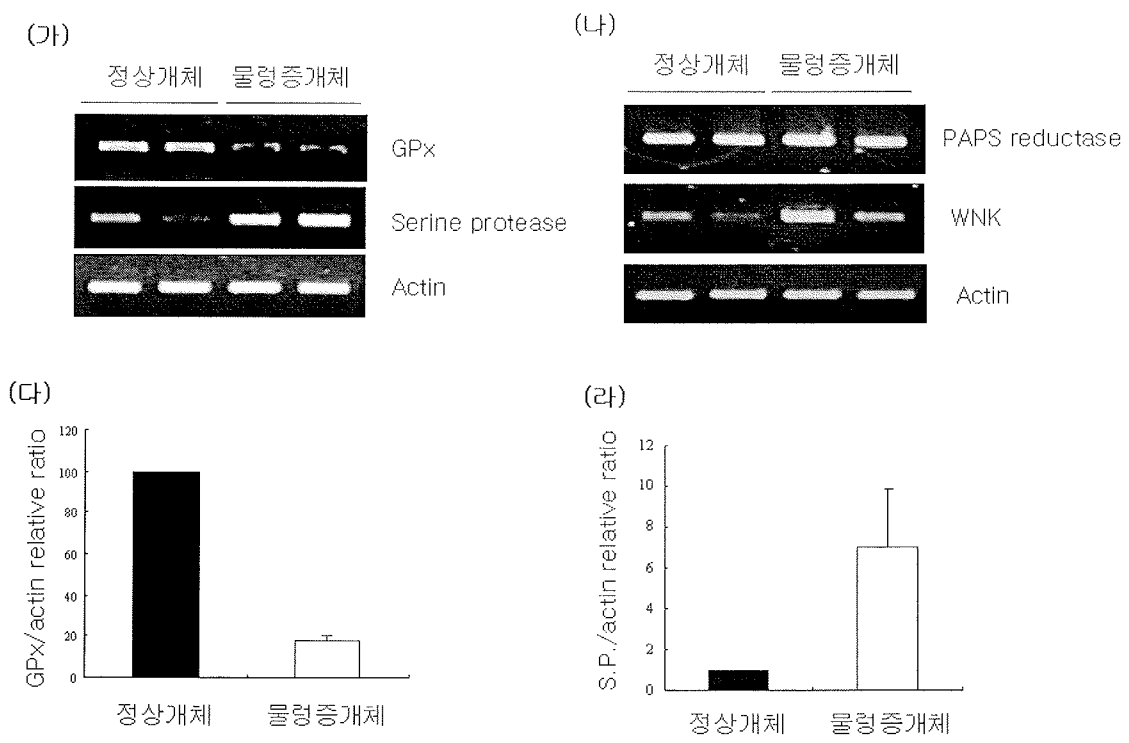 (가)
정상개체 물렁증개체
GPx
Serine protease
Actin
(나)
정상개체 물렁증개체
PAPS reductase
WNK
Actin
(다)
GPx/actin relative ratio
120
100
80
60
40
20
0
정상개체 물렁증개체
(라)
S.P./actin relative ratio
12
10
8
6
4
2
0
정상개체 물렁증개체